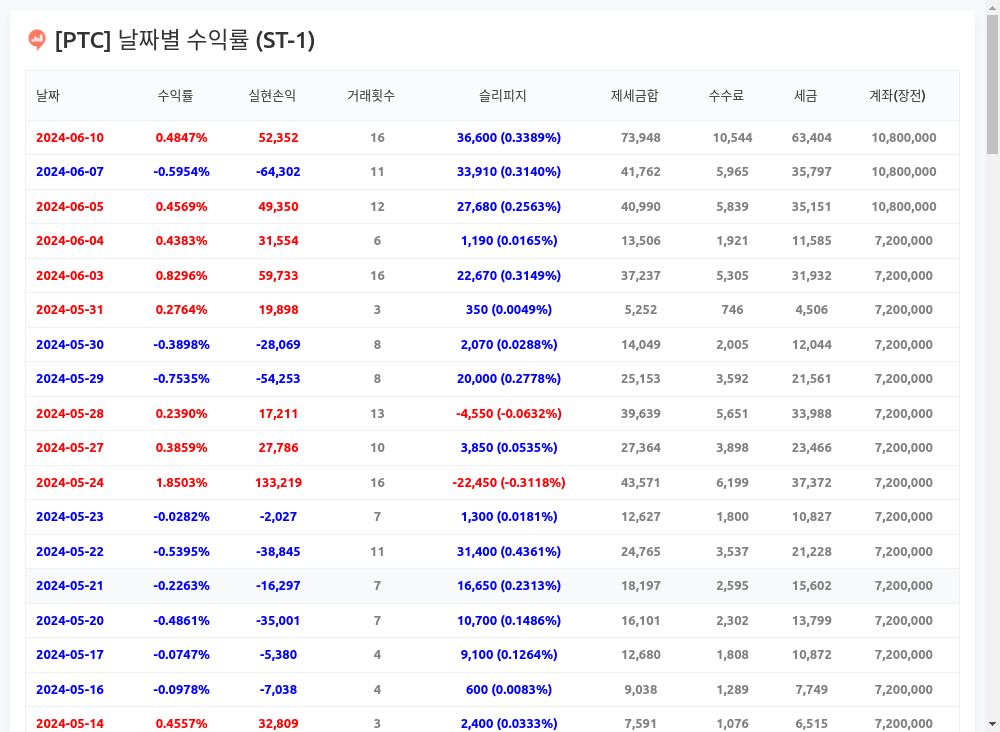 [PTC] 날짜별 수익률 (ST-1)
날짜 수익률 실현손익 거래횟수 슬리피지 제세금합 수수료 세금 계좌(장전)
2024-06-10 0.4847% 52,352 16 36,600 (0.3389%) 73,948 10,544 63,404 10,800,000
2024-06-07 -0.5954% -64,302 11 33,910 (0.3140%) 41,762 5,965 35,797 10,800,000
2024-06-05 0.4569% 49,350 12 27,680 (0.2563%) 40,990 5,839 35,151 10,800,000
2024-06-04 0.4383% 31,554 6 1,190 (0.0165%) 13,506 1,921 11,585 7,200,000
2024-06-03 0.8296% 59,733 16 22,670 (0.3149%) 37,237 5,305 31,932 7,200,000
2024-05-31 0.2764% 19,898 3 350 (0.0049%) 5,252 746 4,506 7,200,000
2024-05-30 -0.3898% -28,069 8 2,070 (0.0288%) 14,049 2,005 12,044 7,200,000
2024-05-29 -0.7535% -54,253 8 20,000 (0.2778%) 25,153 3,592 21,561 7,200,000
2024-05-28 0.2390% 17,211 13 -4,550 (-0.0632%) 39,639 5,651 33,988 7,200,000
2024-05-27 0.3859% 27,786 10 3,850 (0.0535%) 27,364 3,898 23,466 7,200,000
2024-05-24 1.8503% 133,219 16 -22,450 (-0.3118%) 43,571 6,199 37,372 7,200,000
2024-05-23 -0.0282% -2,027 7 1,300 (0.0181%) 12,627 1,800 10,827 7,200,000
2024-05-22 -0.5395% -38,845 11 31,400 (0.4361%) 24,765 3,537 21,228 7,200,000
2024-05-21 -0.2263% -16,297 7 16,650 (0.2313%) 18,197 2,595 15,602 7,200,000
2024-05-20 -0.4861% -35,001 7 10,700 (0.1486%) 16,101 2,302 13,799 7,200,000
2024-05-17 -0.0747% -5,380 4 9,100 (0.1264%) 12,680 1,808 10,872 7,200,000
2024-05-16 -0.0978% -7,038 4 600 (0.0083%) 9,038 1,289 7,749 7,200,000
2024-05-14 0.4557% 32,809 3 2,400 (0.0333%) 7,591 1,076 6,515 7,200,000